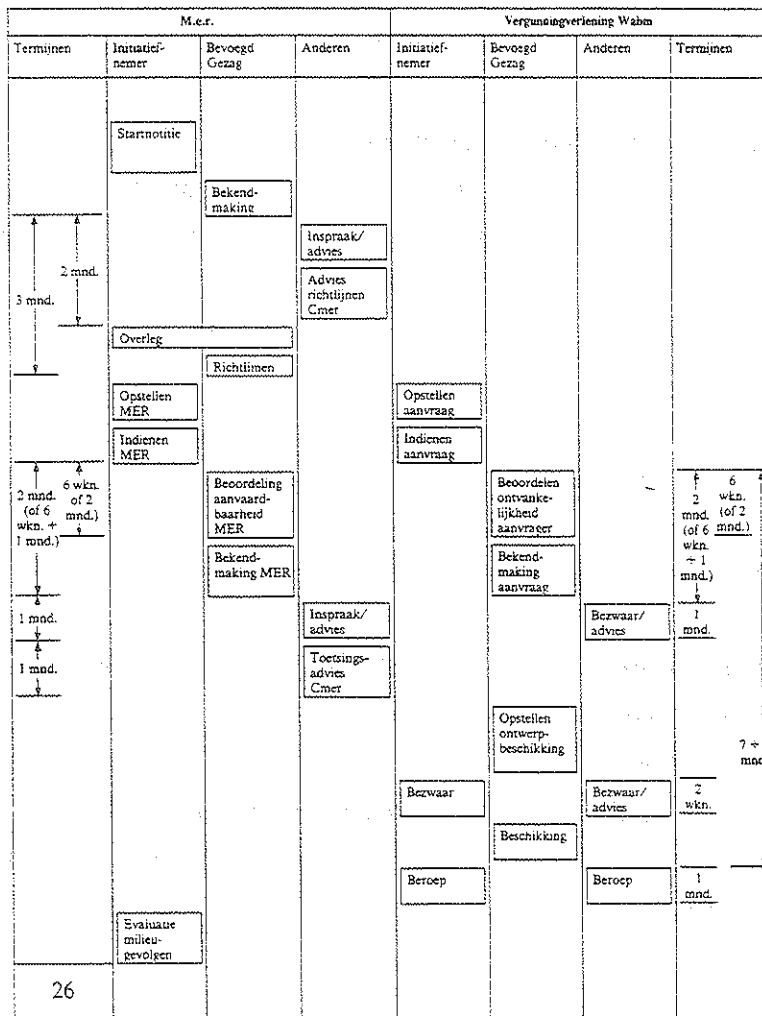 M.e.r.
Vergunningverlening Wabm
Termijnen
Initiatief-
nemer
Bevoegd
Gezag
Anderen
Initiatief-
nemer
Bevoegd
Gezag
Anderen
Termijnen
Startnotitie
Bekend-
making
Inspraak/
advies
2 mnd.
Advies
richtlijnen
Cmer
3 mnd.
Overleg
Richtlijnen
Opstellen
MER
Opstellen
aanvraag
Indienen
MER
Indienen
aanvraag
2 mnd.
(of 6
wkn. +
1 mnd.)
6 wkn.
of 2
mnd.)
Beoordeling
aanvaard-
baarheid
MER
Beoordelen
ontvanke-
lijkheid
aanvrager
2
mnd.
(of 6
wkn.
+ 1
mnd.)
6
wkn.
(of 2
mnd.)
Bekend-
making MER
Bekend-
making
aanvraag
1 mnd.
Inspraak/
advies
Bezwaar/
advies
1
mnd.
1 mnd.
Toetsings-
advies
Cmer
Opstellen
ontwerp-
beschikking
7 +
mnd
Bezwaar
Bezwaar/
advies
2
wkn.
Beschikking
Beroep
Beroep
1
mnd.
Evaluatie
milieu-
gevolgen
26